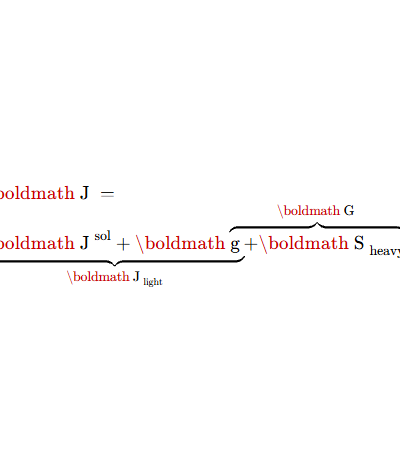 \boldmath J =
\boldmath G
\boldmath J sol + \boldmath g + \boldmath S heavy
\boldmath J light